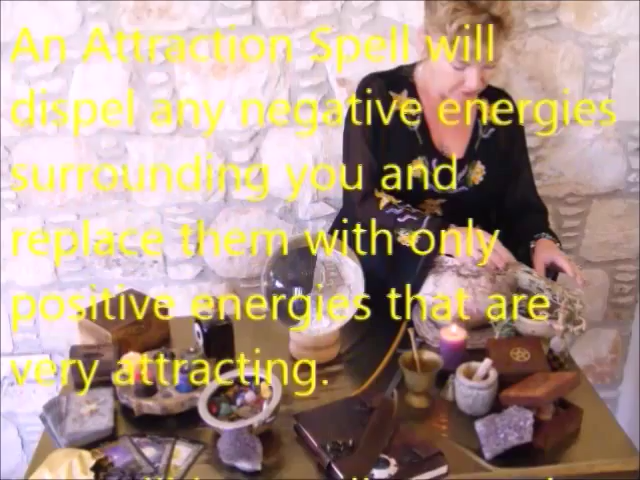 An Attraction Spell will
dispel any negative energies
surrounding you and
replace them with only
positive energies that are
very attracting.